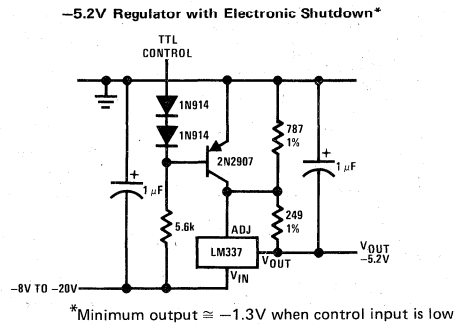 −5.2V Regulator with Electronic Shutdown*
TTL
CONTROL
1N914
1N914
787
1%
2N2907
+
1 μF
+
1 μF
5.6k
249
1%
ADJ
LM337
VOUT
VIN
VOUT
−5.2V
−8V TO −20V
*Minimum output ≅ −1.3V when control input is low